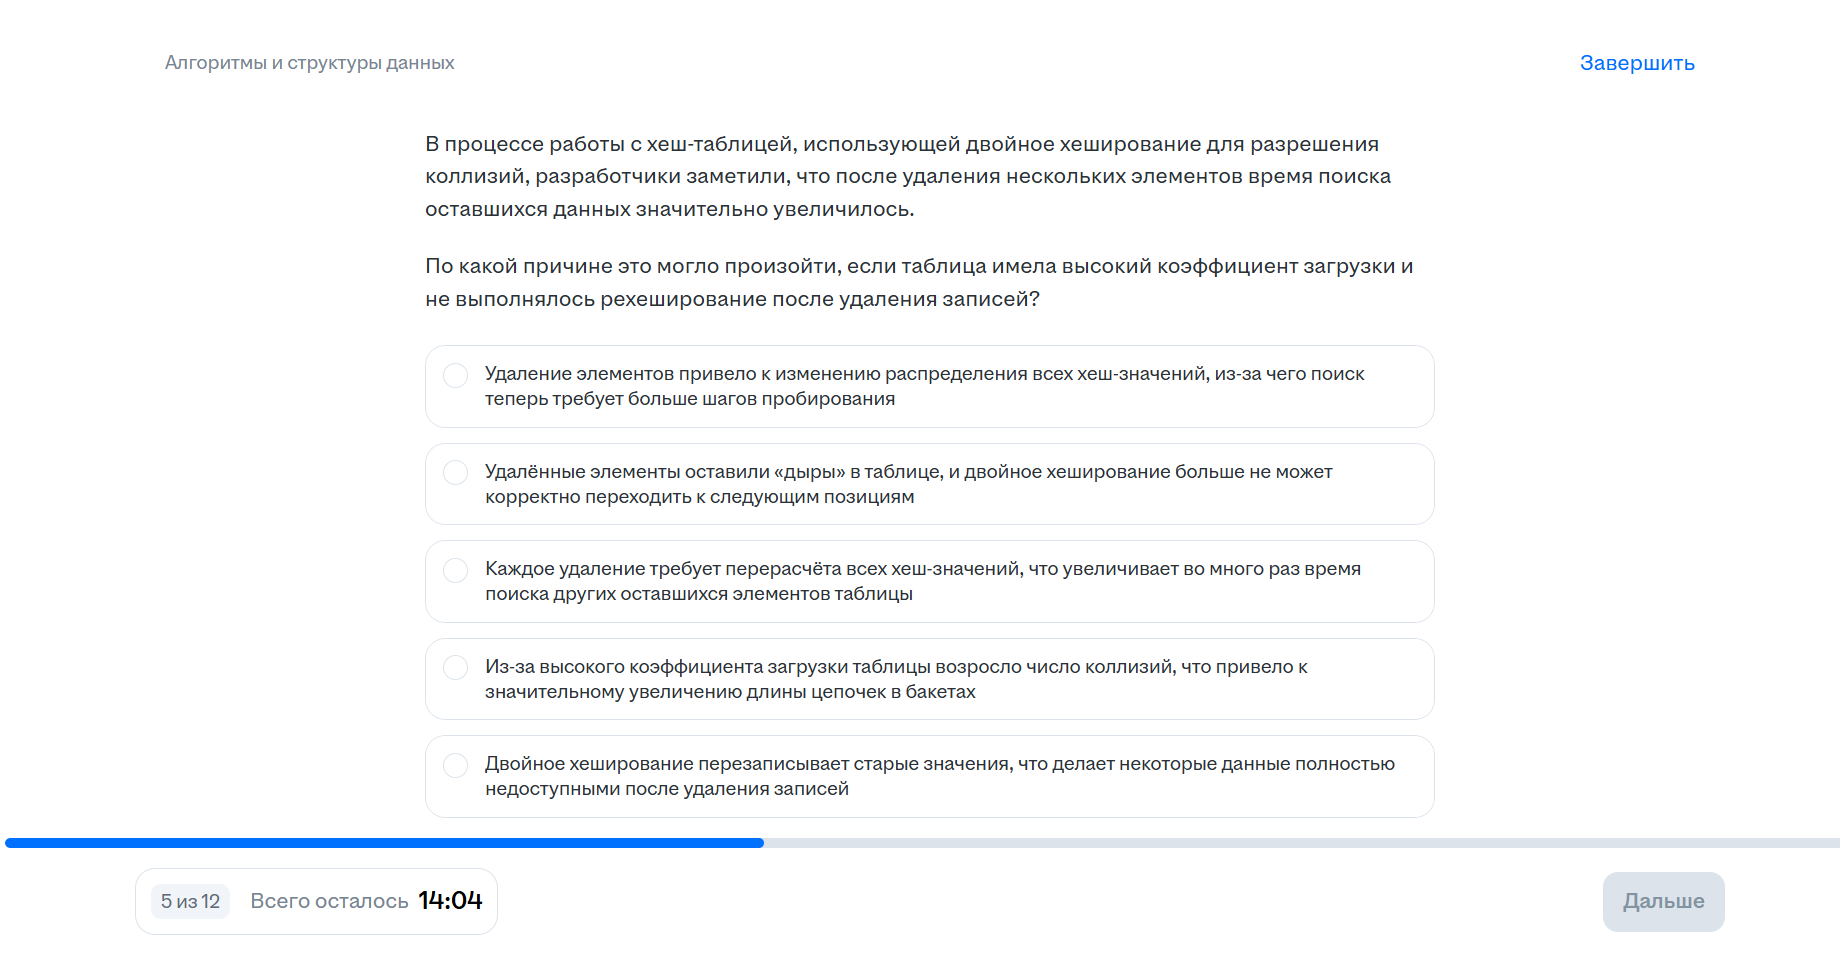 Алгоритмы и структуры данных
Завершить
В процессе работы с хеш-таблицей, использующей двойное хеширование для разрешения
коллизий, разработчики заметили, что после удаления нескольких элементов время поиска
оставшихся данных значительно увеличилось.
По какой причине это могло произойти, если таблица имела высокий коэффициент загрузки и
не выполнялось рехеширование после удаления записей?
Удаление элементов привело к изменению распределения всех хеш-значений, из-за чего поиск
теперь требует больше шагов пробирования
Удалённые элементы оставили «дыры» в таблице, и двойное хеширование больше не может
корректно переходить к следующим позициям
Каждое удаление требует перерасчёта всех хеш-значений, что увеличивает во много раз время
поиска других оставшихся элементов таблицы
Из-за высокого коэффициента загрузки таблицы возросло число коллизий, что привело к
значительному увеличению длины цепочек в бакетах
Двойное хеширование перезаписывает старые значения, что делает некоторые данные полностью
недоступными после удаления записей
5 из 12
Всего осталось 14:04
Дальше